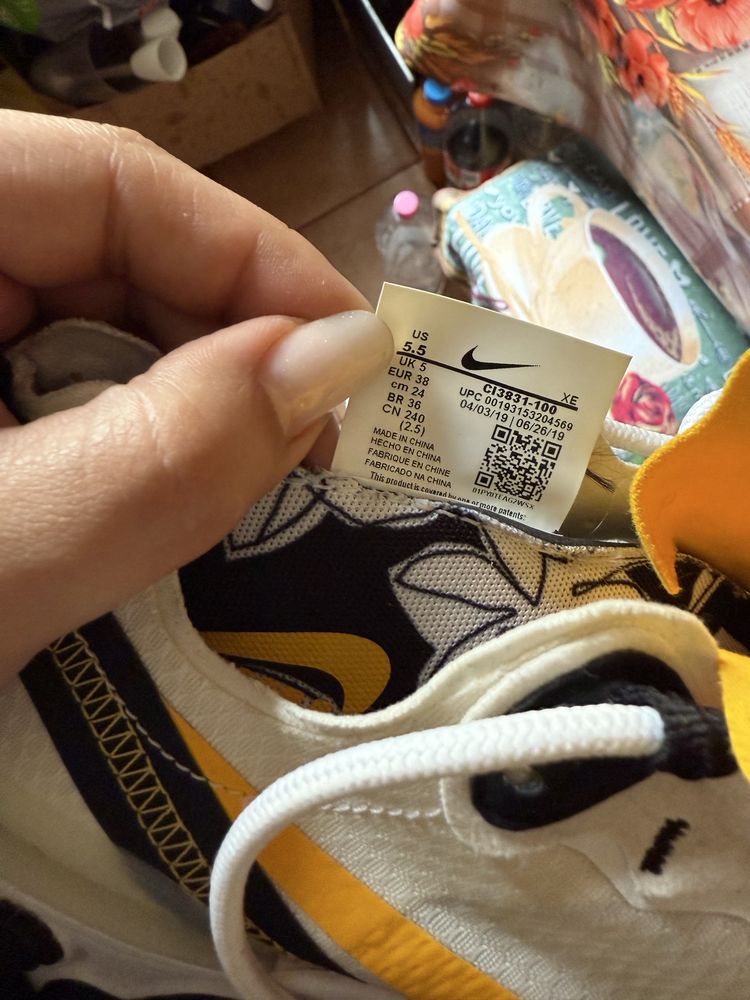 US
5.5
UK 5
EUR 38
cm 24
BR 36
CN 240
(2.5)
XE
CI3831-100
UPC 00193153204569
04/03/19 | 06/26/19
MADE IN CHINA
HECHO EN CHINA
FABRIQUE EN CHINE
FABRICADO NA CHINA
This product is covered by one or more patents: